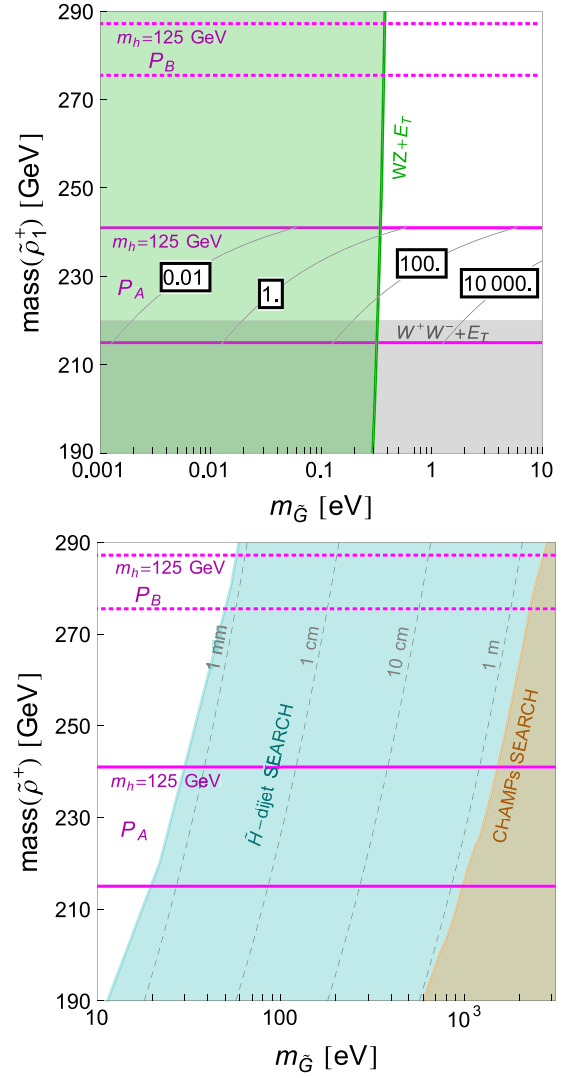 290
m_h=125 GeV
P_B
270
WZ+E_T
250
mass(ρ̃₁⁺) [GeV]
m_h=125 GeV
230
0.01
1.
100.
10 000.
P_A
W⁺W⁻+E_T
210
190
0.001
0.01
0.1
1
10
m_G̃ [eV]
290
m_h=125 GeV
P_B
270
1 mm
1 cm
10 cm
1 m
250
mass(ρ̃⁺) [GeV]
H̃-dijet SEARCH
CHAMPs SEARCH
m_h=125 GeV
230
P_A
210
190
10
100
10³
m_G̃ [eV]